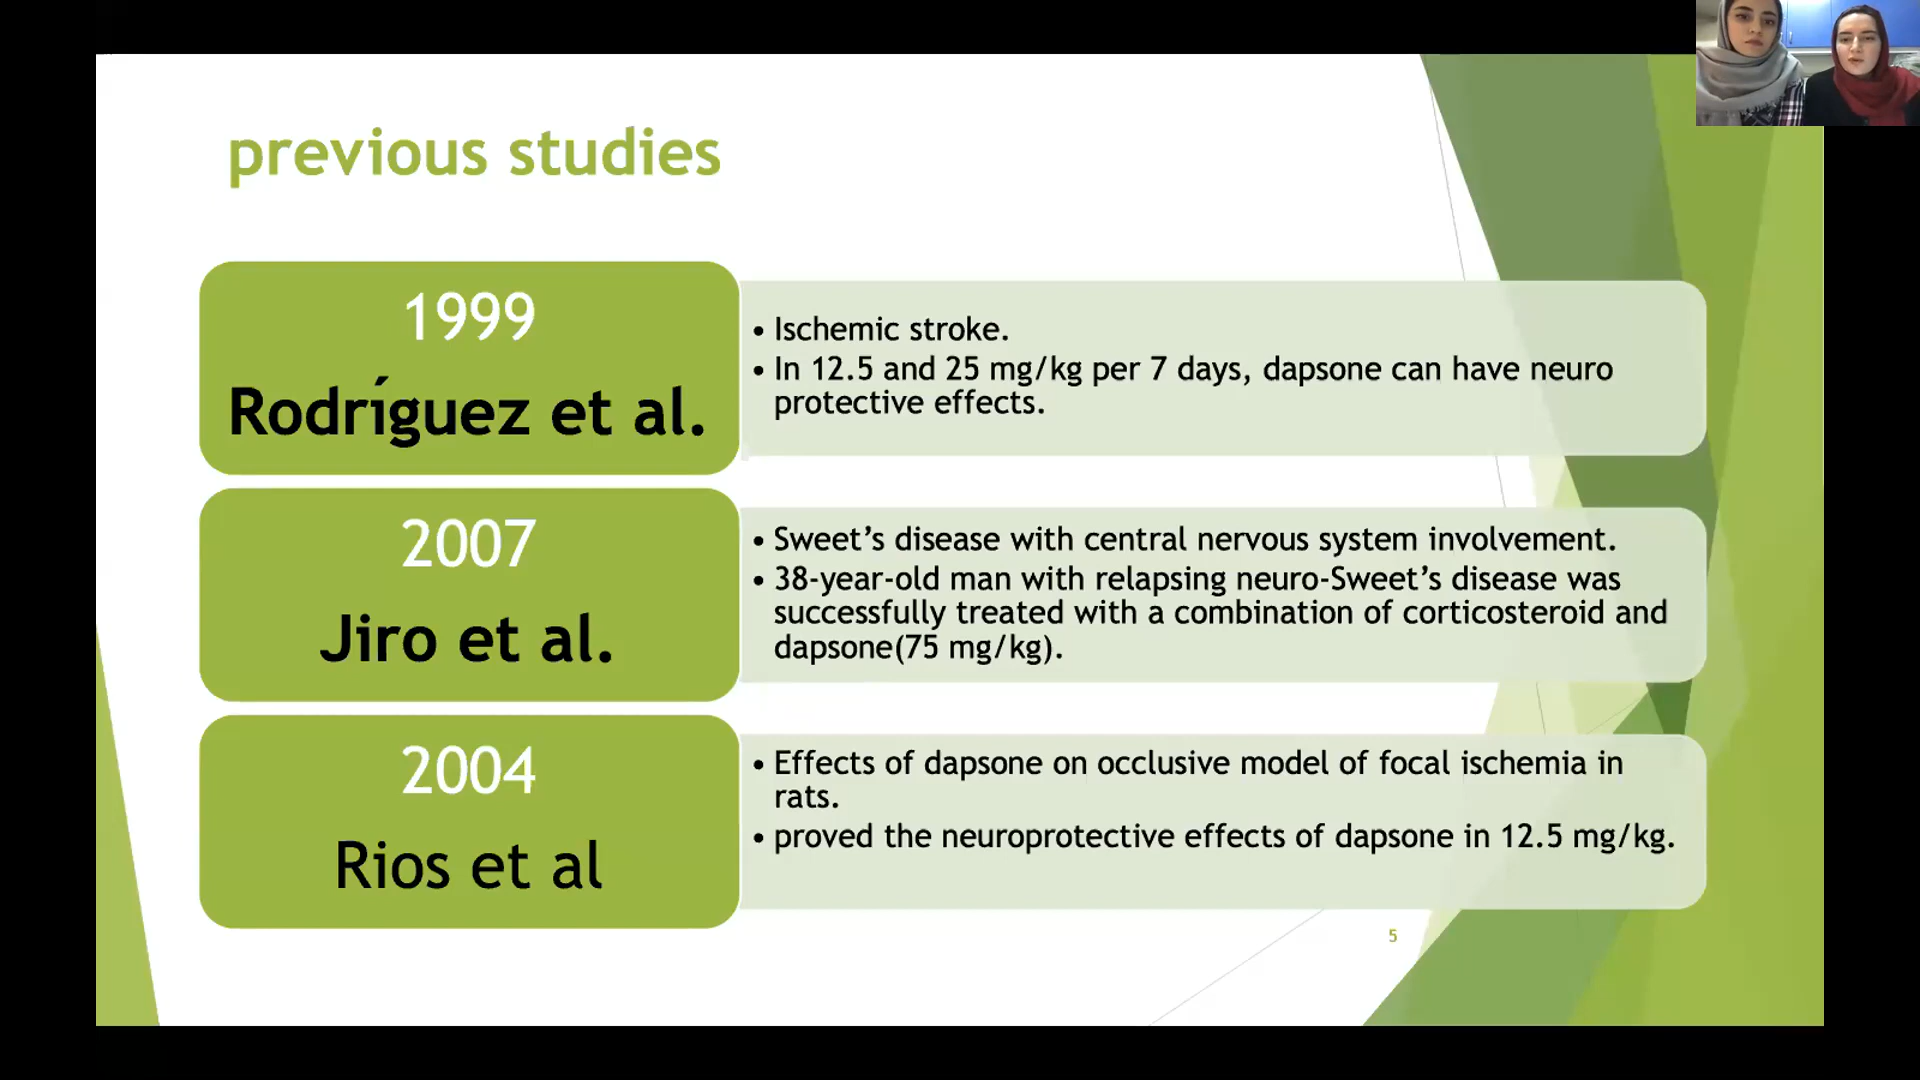 previous studies
1999
Rodríguez et al.
• Ischemic stroke.
• In 12.5 and 25 mg/kg per 7 days, dapsone can have neuro
protective effects.
2007
Jiro et al.
• Sweet’s disease with central nervous system involvement.
• 38-year-old man with relapsing neuro-Sweet’s disease was
successfully treated with a combination of corticosteroid and
dapsone(75 mg/kg).
2004
Rios et al
• Effects of dapsone on occlusive model of focal ischemia in
rats.
• proved the neuroprotective effects of dapsone in 12.5 mg/kg.
5